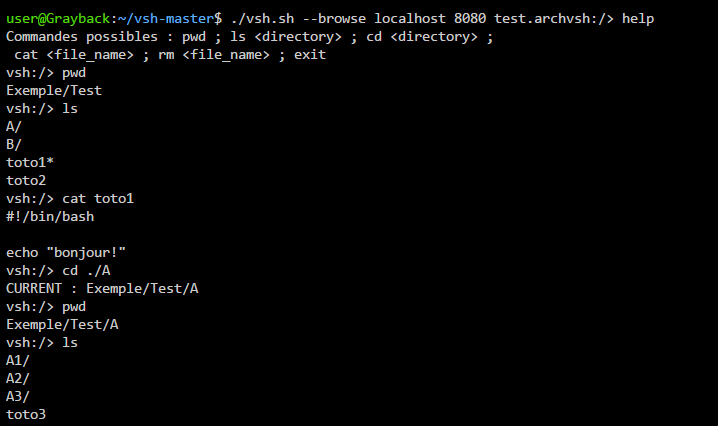 user@Grayback:~/vsh-master$ ./vsh.sh --browse localhost 8080 test.archvsh:/> help
Commandes possibles : pwd ; ls <directory> ; cd <directory> ;
 cat <file_name> ; rm <file_name> ; exit
vsh:/> pwd
Exemple/Test
vsh:/> ls
A/
B/
toto1*
toto2
vsh:/> cat toto1
#!/bin/bash

echo "bonjour!"
vsh:/> cd ./A
CURRENT : Exemple/Test/A
vsh:/> pwd
Exemple/Test/A
vsh:/> ls
A1/
A2/
A3/
toto3